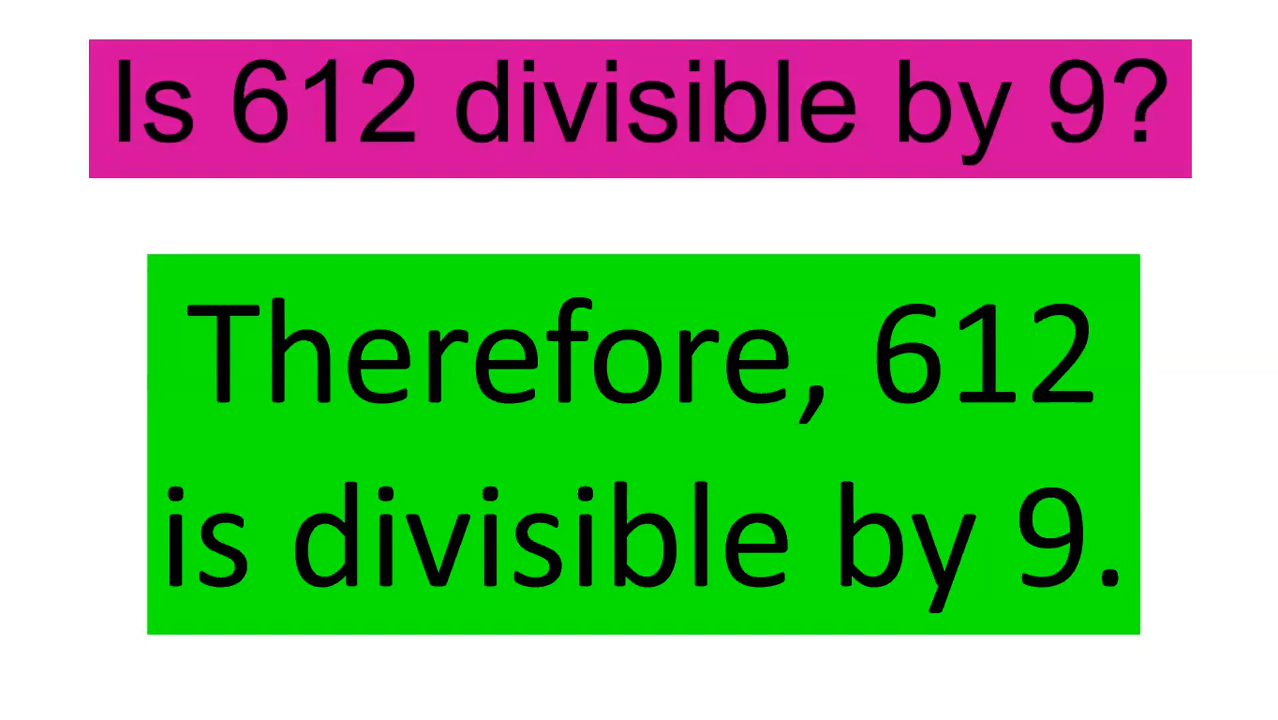 Is 612 divisible by 9?
Therefore, 612
is divisible by 9.